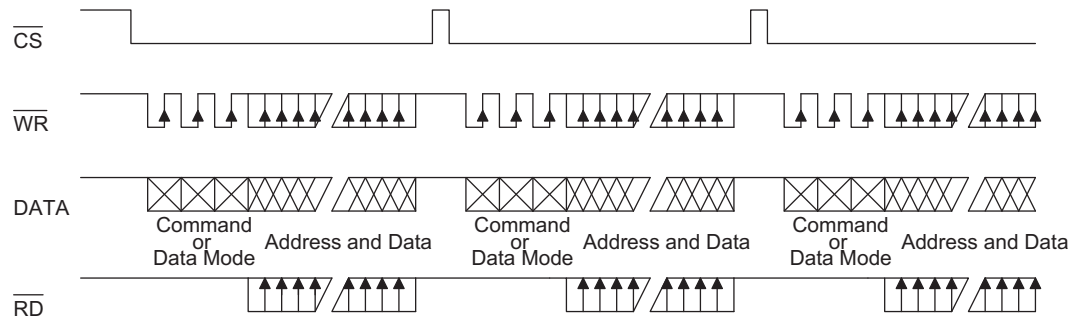 CS
WR
DATA
Command
or
Data Mode
Address and Data
Command
or
Data Mode
Address and Data
Command
or
Data Mode
Address and Data
RD